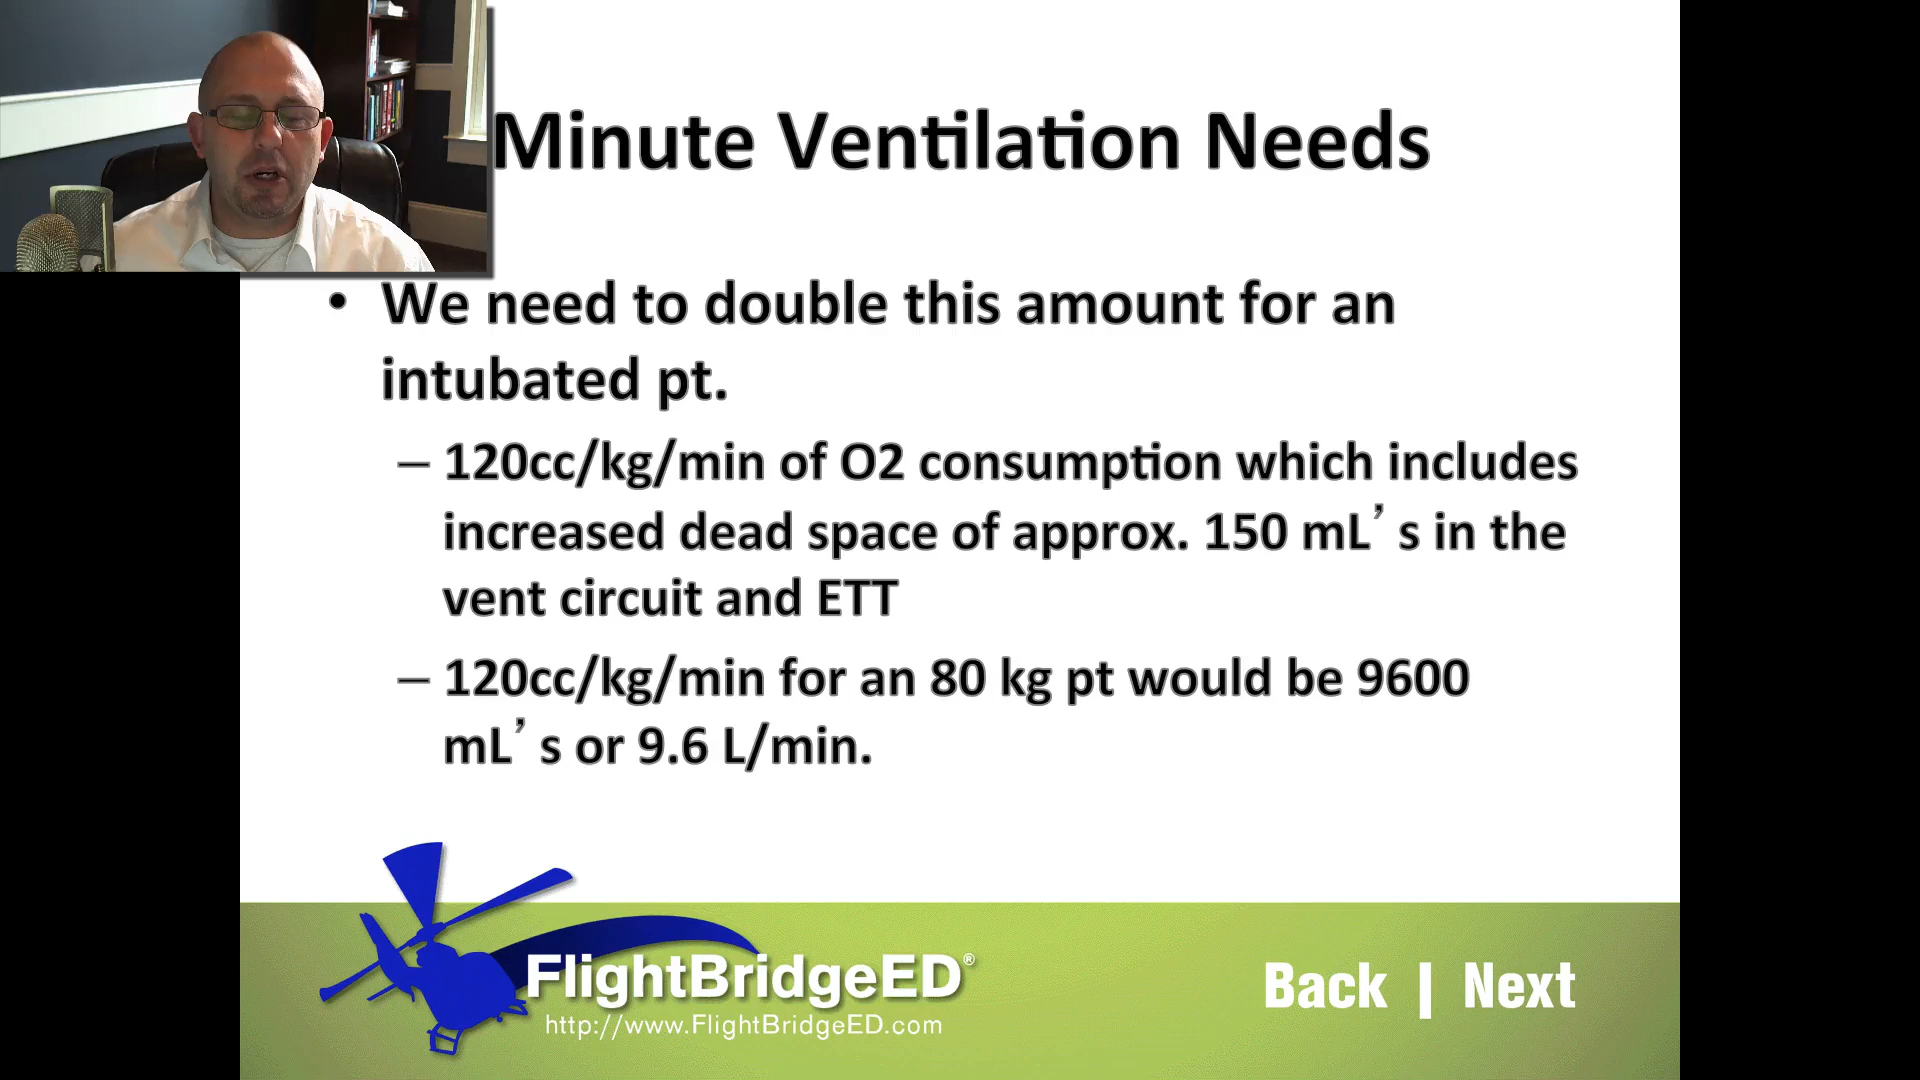 Minute Ventilation Needs
• We need to double this amount for an
intubated pt.
– 120cc/kg/min of O2 consumption which includes
increased dead space of approx. 150 mL’s in the
vent circuit and ETT
– 120cc/kg/min for an 80 kg pt would be 9600
mL’s or 9.6 L/min.
FlightBridgeED®
http://www.FlightBridgeED.com
Back | Next